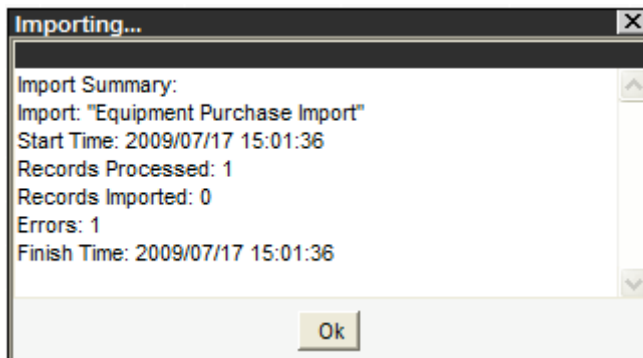 Importing...
Import Summary:
Import: "Equipment Purchase Import"
Start Time: 2009/07/17 15:01:36
Records Processed: 1
Records Imported: 0
Errors: 1
Finish Time: 2009/07/17 15:01:36
Ok